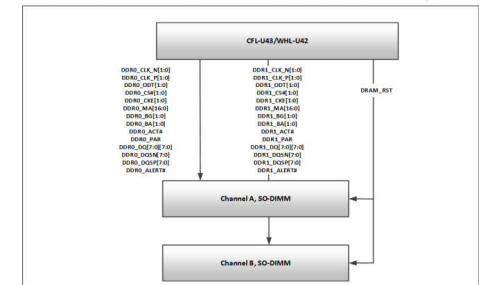 CFL-U43/WHL-U42
DDR0_CLK_N[1:0]
DDR0_CLK_P[1:0]
DDR0_ODT[1:0]
DDR0_CS#[1:0]
DDR0_CKE[1:0]
DDR0_MA[16:0]
DDR0_BG[1:0]
DDR0_BA[1:0]
DDR0_ACT#
DDR0_PAR
DDR0_DQ[7:0][7:0]
DDR0_DQSN[7:0]
DDR0_DQSP[7:0]
DDR0_ALERT#
DDR1_CLK_N[1:0]
DDR1_CLK_P[1:0]
DDR1_ODT[1:0]
DDR1_CS#[1:0]
DDR1_CKE[1:0]
DDR1_MA[16:0]
DDR1_BG[1:0]
DDR1_BA[1:0]
DDR1_ACT#
DDR1_PAR
DDR1_DQ[7:0][7:0]
DDR1_DQSN[7:0]
DDR1_DQSP[7:0]
DDR1_ALERT#
DRAM_RST
Channel A, SO-DIMM
Channel B, SO-DIMM